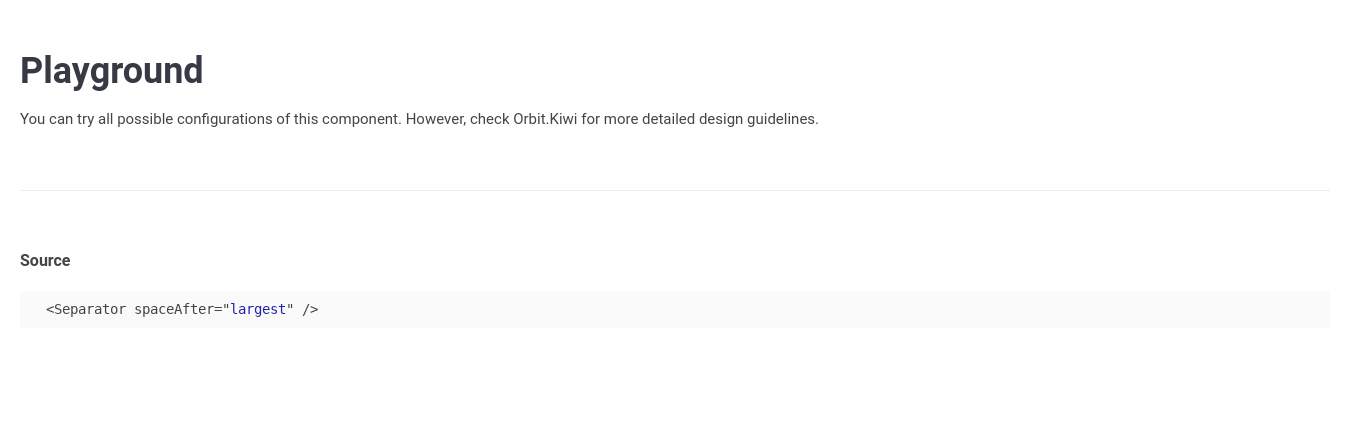 Playground
You can try all possible configurations of this component. However, check Orbit.Kiwi for more detailed design guidelines.
Source
<Separator spaceAfter="largest" />